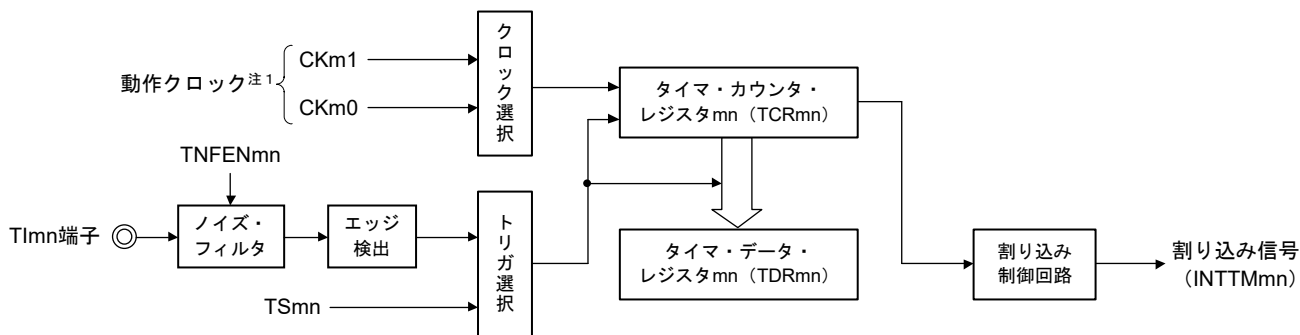 動作クロック注1
CKm1
CKm0
クロック選択
タイマ・カウンタ・
レジスタmn（TCRmn）
TNFENmn
TImn端子
ノイズ・
フィルタ
エッジ
検出
TSmn
トリガ選択
タイマ・データ・
レジスタmn（TDRmn）
割り込み
制御回路
割り込み信号
（INTTMmn）